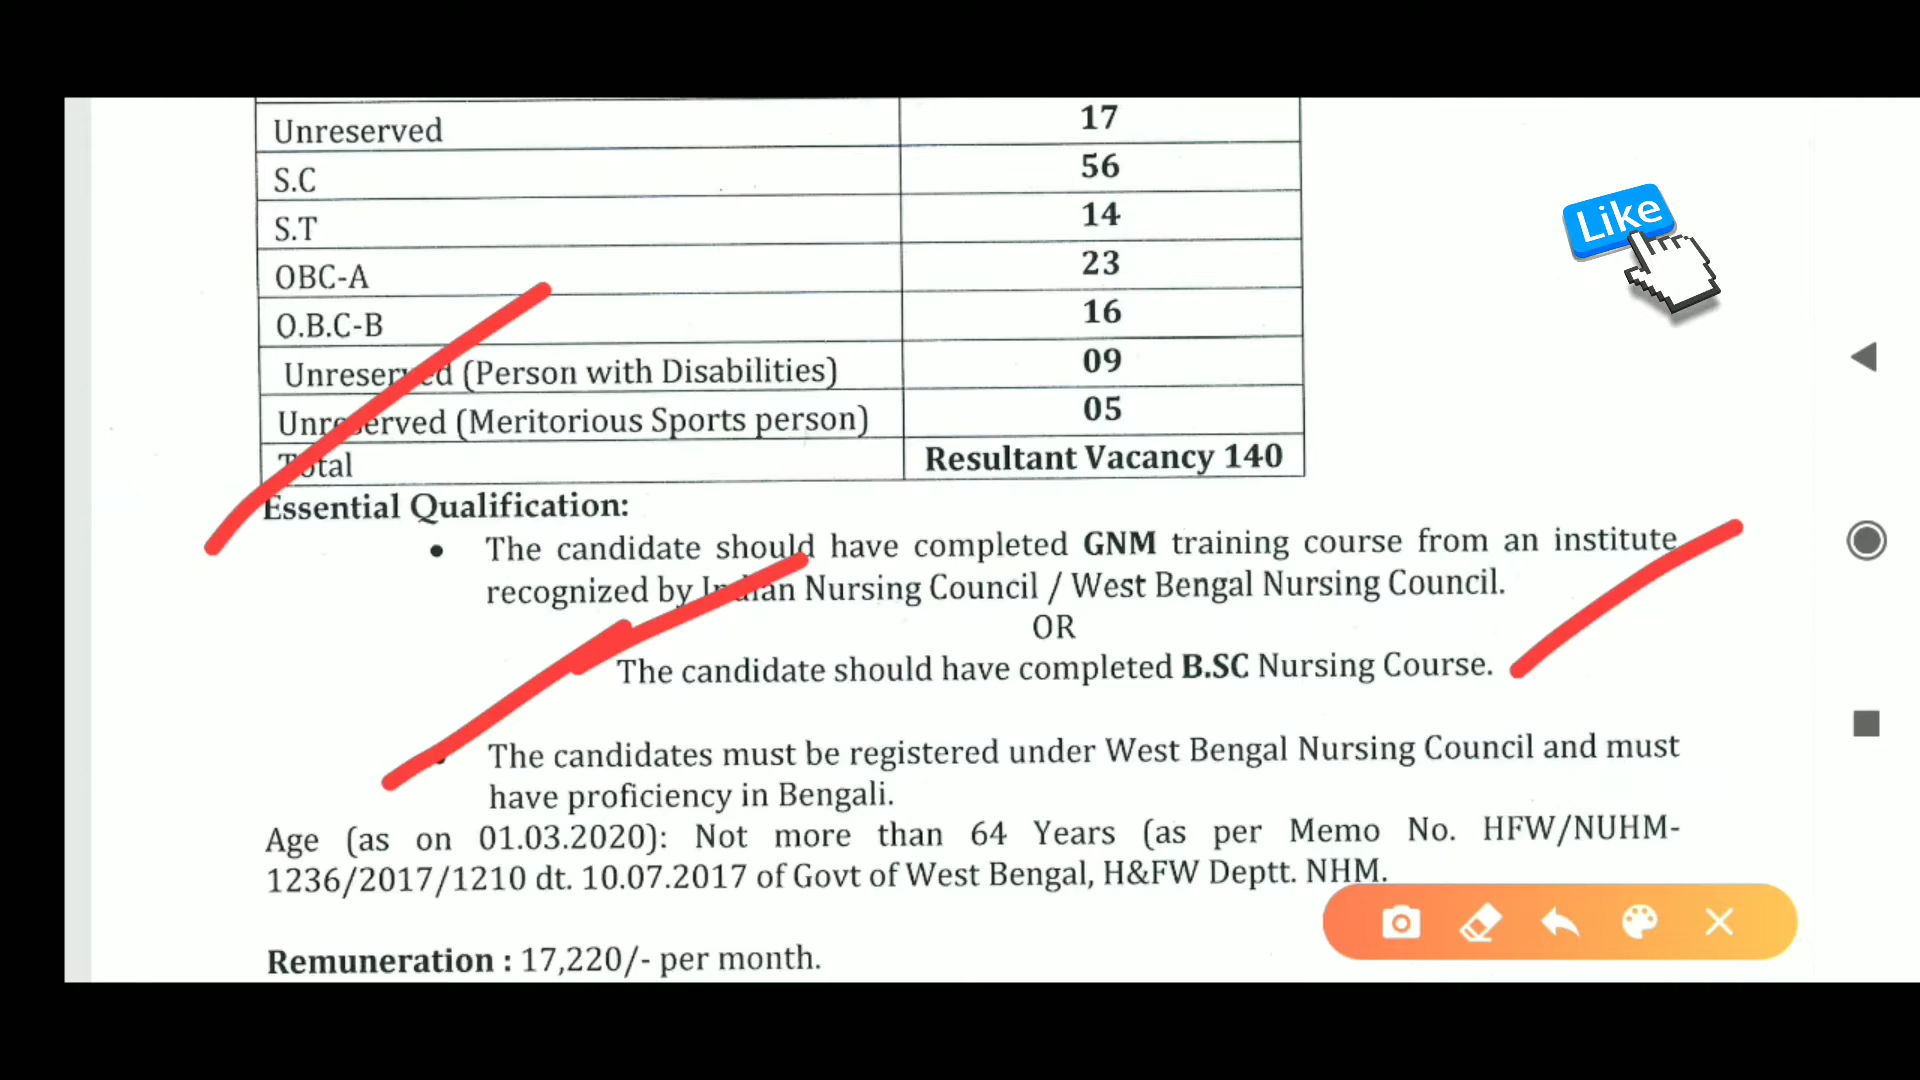 Unreserved 17
S.C 56
S.T 14
OBC-A 23
O.B.C-B 16
Unreserved (Person with Disabilities) 09
Unreserved (Meritorious Sports person) 05
Total Resultant Vacancy 140
Essential Qualification:
• The candidate should have completed GNM training course from an institute
recognized by Indian Nursing Council / West Bengal Nursing Council.
OR
The candidate should have completed B.SC Nursing Course.
The candidates must be registered under West Bengal Nursing Council and must
have proficiency in Bengali.
Age (as on 01.03.2020): Not more than 64 Years (as per Memo No. HFW/NUHM-
1236/2017/1210 dt. 10.07.2017 of Govt of West Bengal, H&FW Deptt. NHM.
Remuneration : 17,220/- per month.
Like